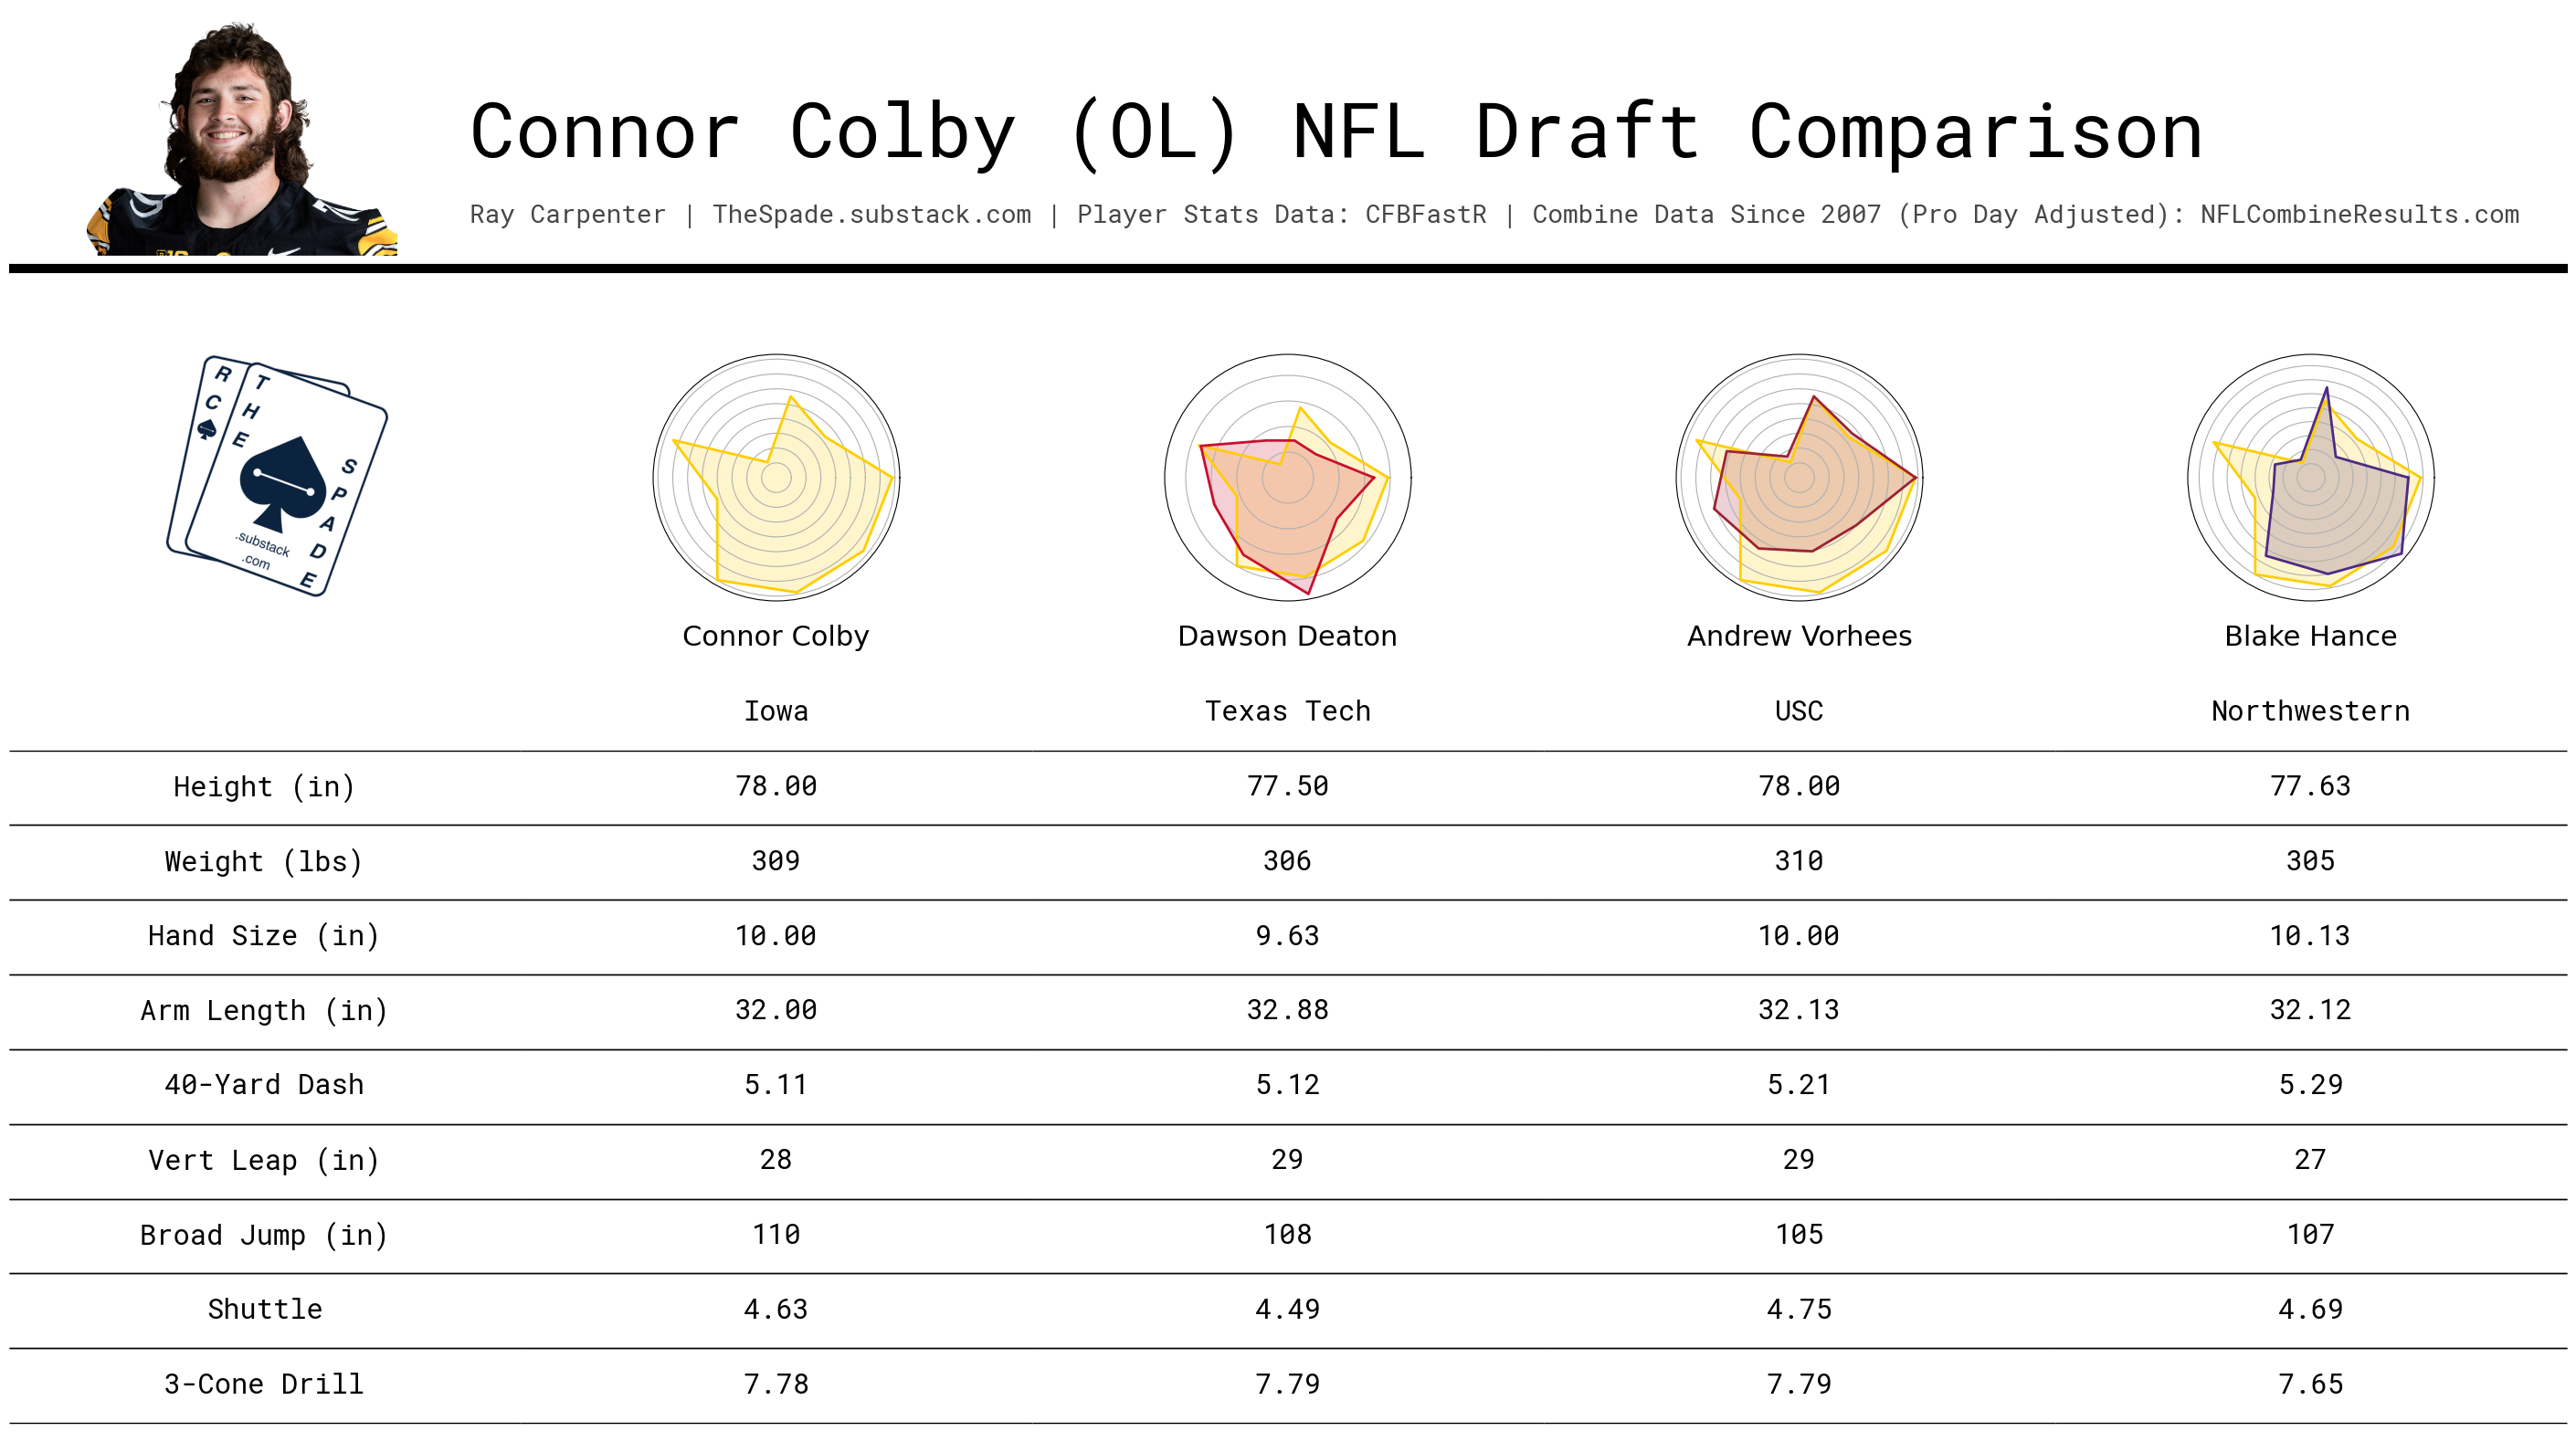 Connor Colby (OL) NFL Draft Comparison
Ray Carpenter | TheSpade.substack.com | Player Stats Data: CFBFastR | Combine Data Since 2007 (Pro Day Adjusted): NFLCombineResults.com
RC
THE
SPADE
.substack
.com
Connor Colby Dawson Deaton Andrew Vorhees Blake Hance
Iowa Texas Tech USC Northwestern
Height (in) 78.00 77.50 78.00 77.63
Weight (lbs) 309 306 310 305
Hand Size (in) 10.00 9.63 10.00 10.13
Arm Length (in) 32.00 32.88 32.13 32.12
40-Yard Dash 5.11 5.12 5.21 5.29
Vert Leap (in) 28 29 29 27
Broad Jump (in) 110 108 105 107
Shuttle 4.63 4.49 4.75 4.69
3-Cone Drill 7.78 7.79 7.79 7.65